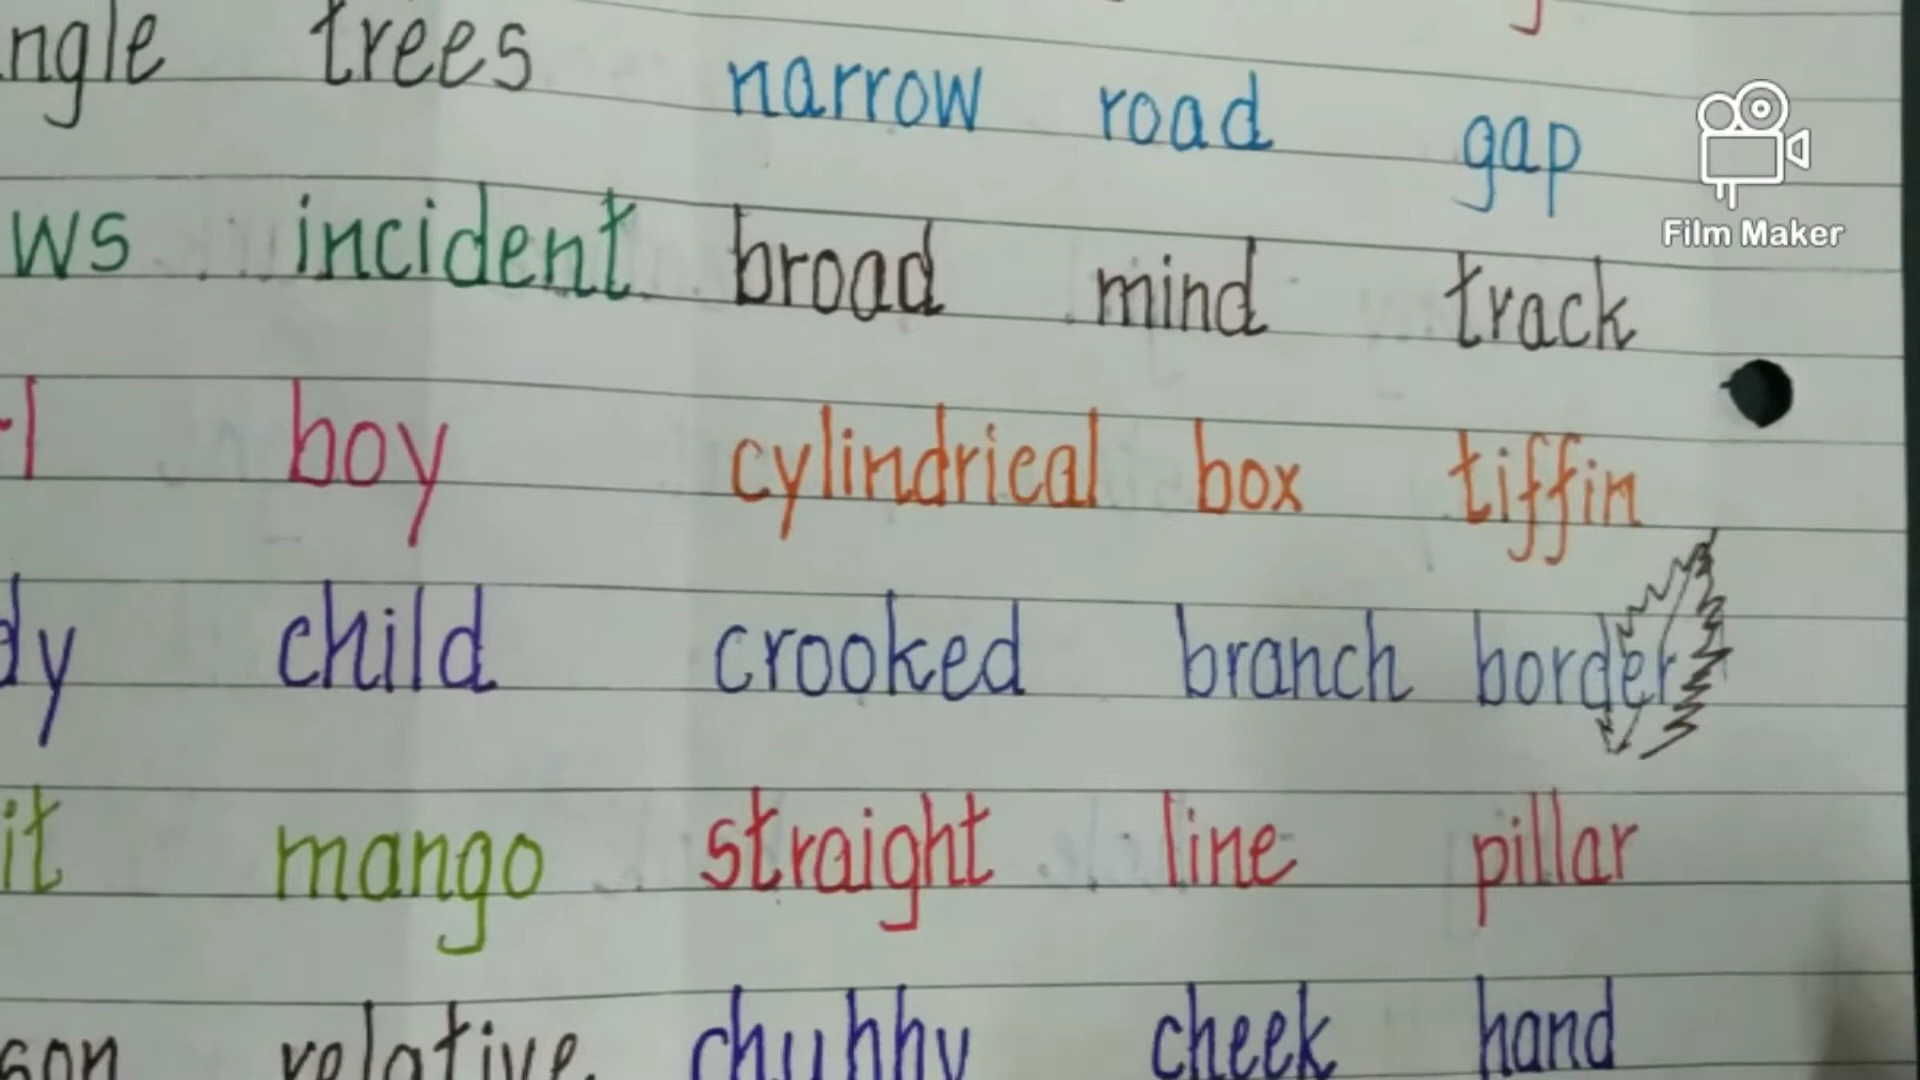 ngle trees narrow road gap
ws incident broad mind track
boy cylindrical box tiffin
dy child crooked branch border
it mango straight line pillar
son relative chubby cheek hand
Film Maker